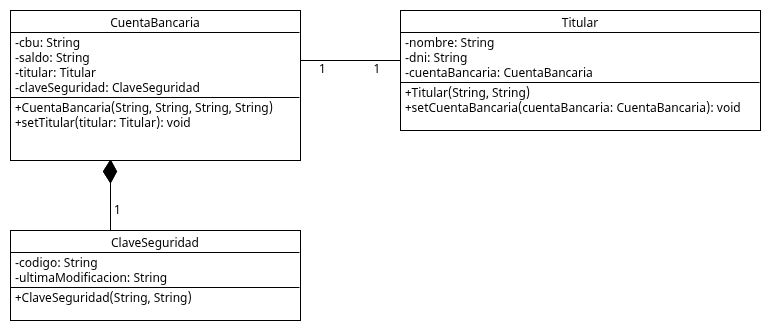 CuentaBancaria
-cbu: String
-saldo: String
-titular: Titular
-claveSeguridad: ClaveSeguridad
+CuentaBancaria(String, String, String, String)
+setTitular(titular: Titular): void
1
1
Titular
-nombre: String
-dni: String
-cuentaBancaria: CuentaBancaria
+Titular(String, String)
+setCuentaBancaria(cuentaBancaria: CuentaBancaria): void
1
ClaveSeguridad
-codigo: String
-ultimaModificacion: String
+ClaveSeguridad(String, String)